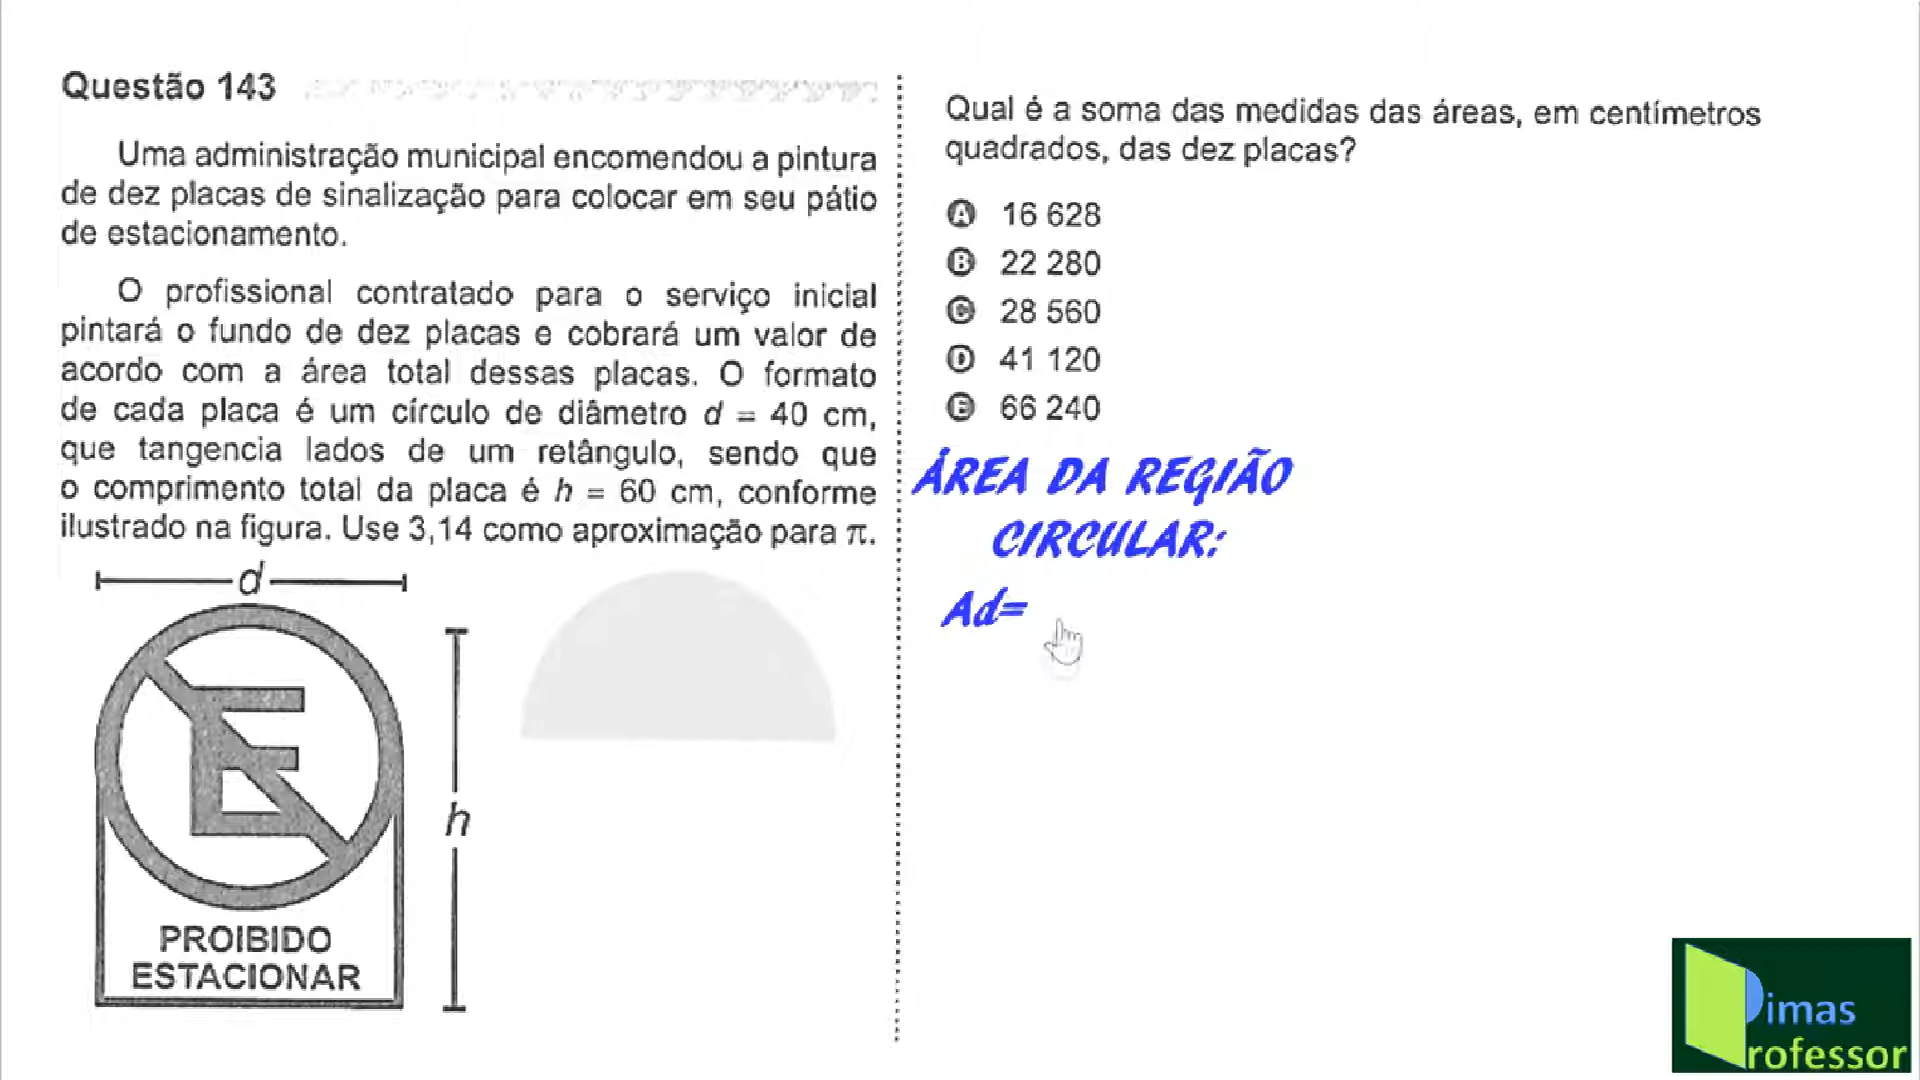 Questão 143
Uma administração municipal encomendou a pintura
de dez placas de sinalização para colocar em seu pátio
de estacionamento.
O profissional contratado para o serviço inicial
pintará o fundo de dez placas e cobrará um valor de
acordo com a área total dessas placas. O formato
de cada placa é um círculo de diâmetro d = 40 cm,
que tangencia lados de um retângulo, sendo que
o comprimento total da placa é h = 60 cm, conforme
ilustrado na figura. Use 3,14 como aproximação para π.
d
E
h
PROIBIDO
ESTACIONAR
Qual é a soma das medidas das áreas, em centímetros
quadrados, das dez placas?
A 16 628
B 22 280
C 28 560
D 41 120
E 66 240
ÁREA DA REGIÃO
CIRCULAR:
Ad=
Dimas
Professor